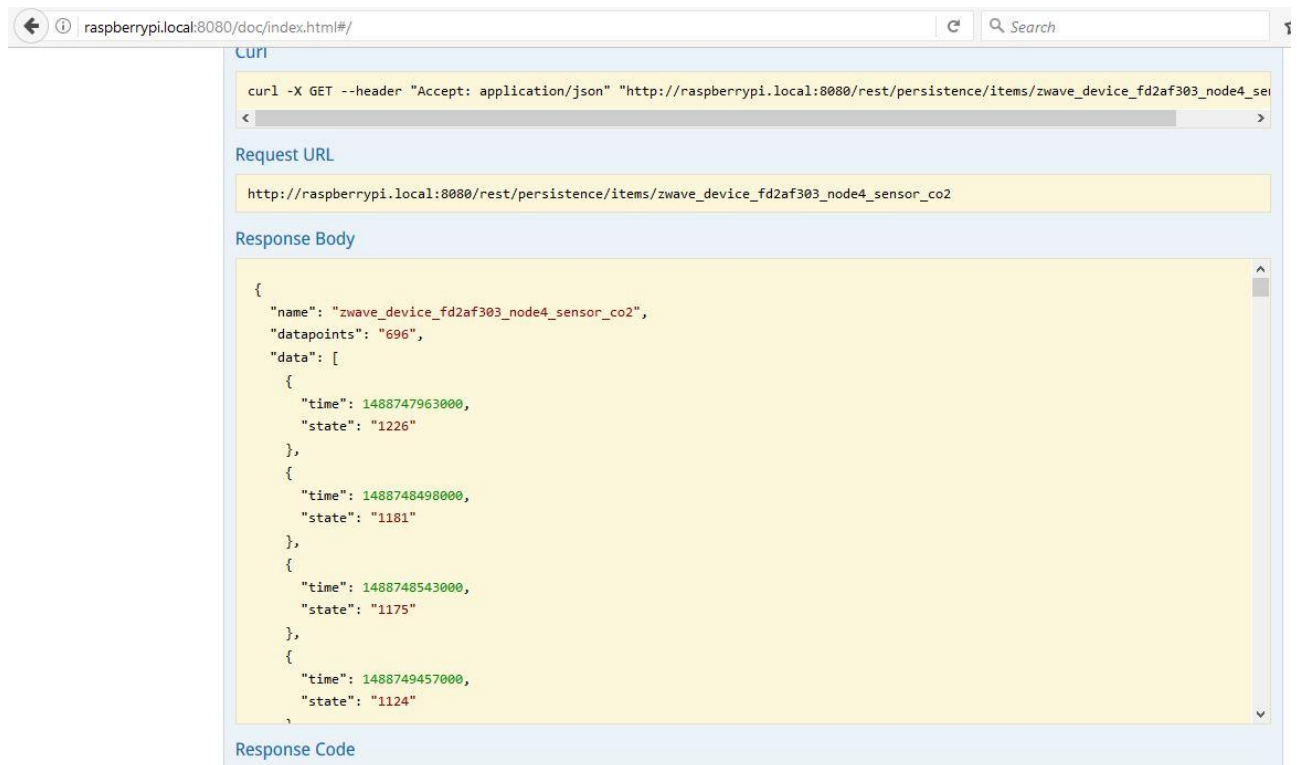 raspberrypi.local:8080/doc/index.html#/
Search
Curl
curl -X GET --header "Accept: application/json" "http://raspberrypi.local:8080/rest/persistence/items/zwave_device_fd2af303_node4_se
Request URL
http://raspberrypi.local:8080/rest/persistence/items/zwave_device_fd2af303_node4_sensor_co2
Response Body
{
"name": "zwave_device_fd2af303_node4_sensor_co2",
"datapoints": "696",
"data": [
{
"time": 1488747963000,
"state": "1226"
},
{
"time": 1488748498000,
"state": "1181"
},
{
"time": 1488748543000,
"state": "1175"
},
{
"time": 1488749457000,
"state": "1124"
}
Response Code